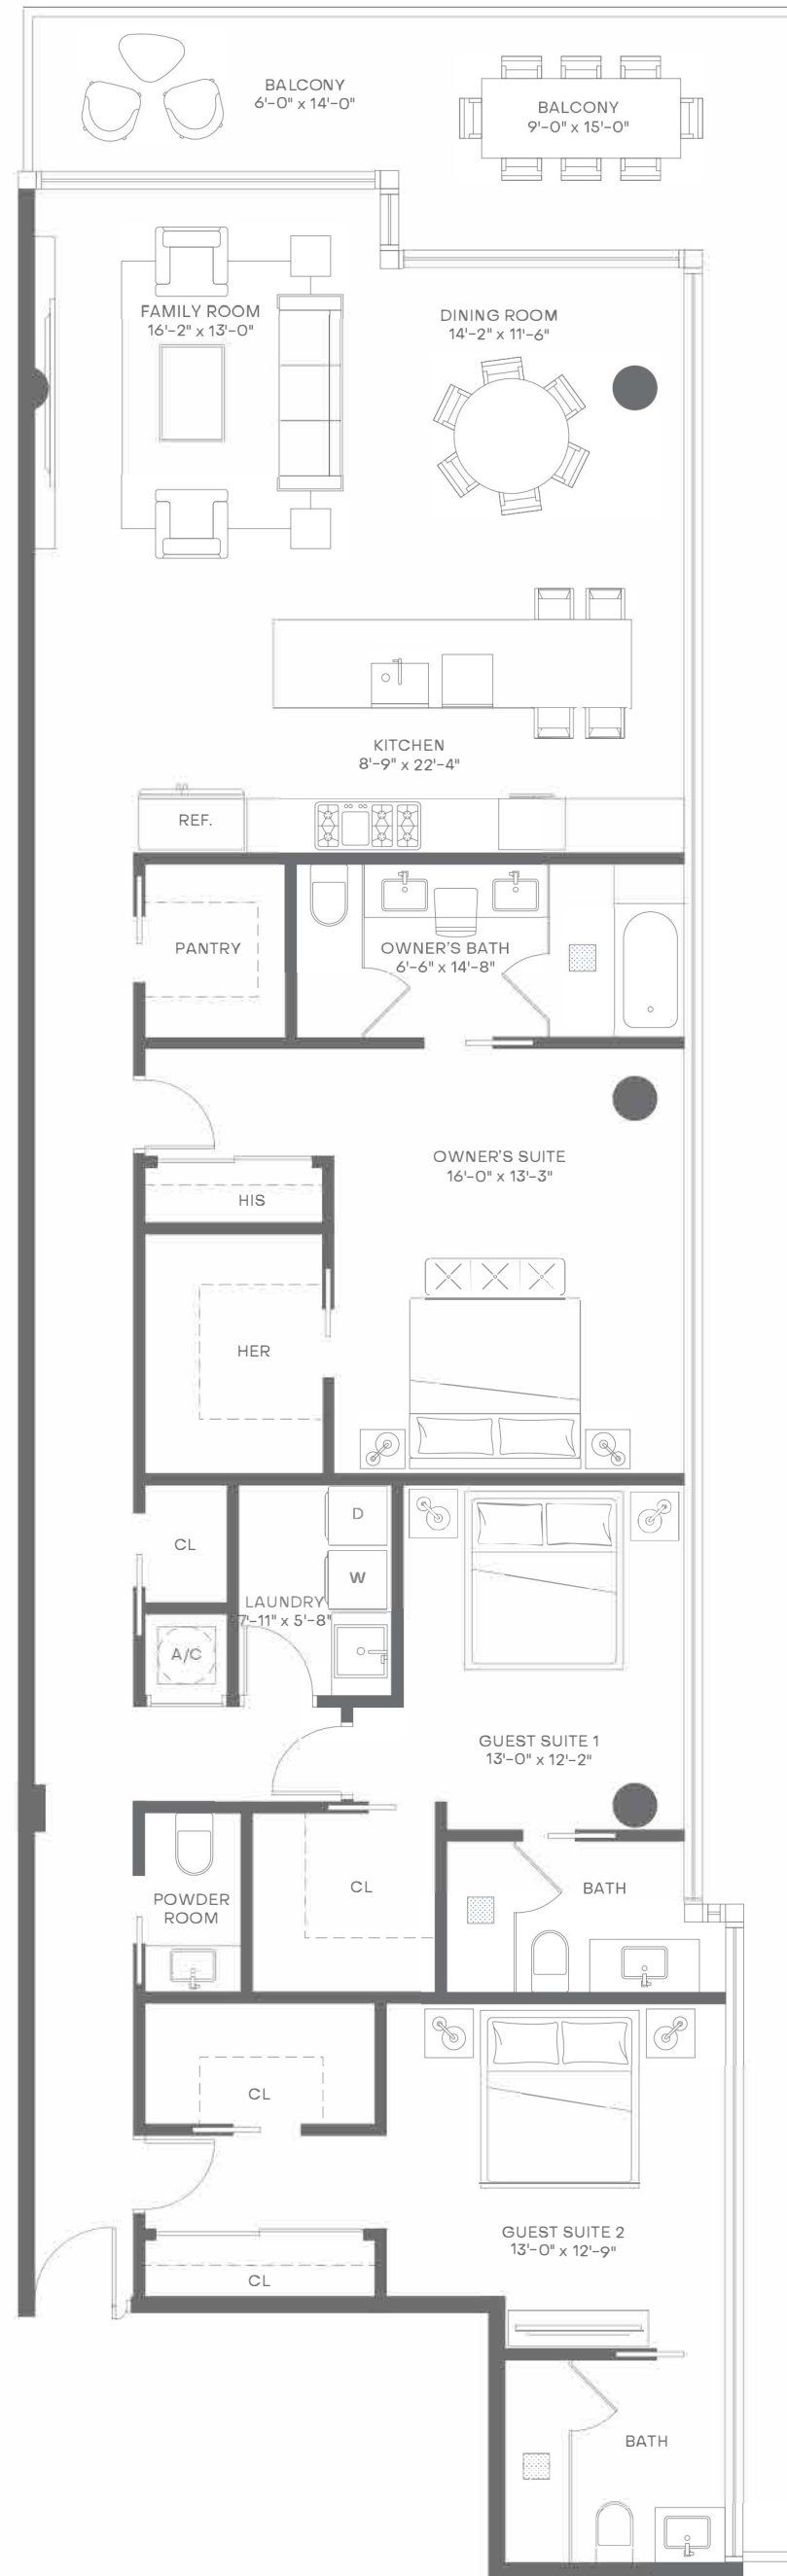 BALCONY
6'-0" x 14'-0"
BALCONY
9'-0" x 15'-0"
FAMILY ROOM
16'-2" x 13'-0"
DINING ROOM
14'-2" x 11'-6"
KITCHEN
8'-9" x 22'-4"
REF.
PANTRY
OWNER'S BATH
6'-6" x 14'-8"
OWNER'S SUITE
16'-0" x 13'-3"
HIS
HER
CL
D
W
LAUNDRY
7'-11" x 5'-8"
A/C
GUEST SUITE 1
13'-0" x 12'-2"
POWDER
ROOM
CL
BATH
CL
GUEST SUITE 2
13'-0" x 12'-9"
CL
BATH